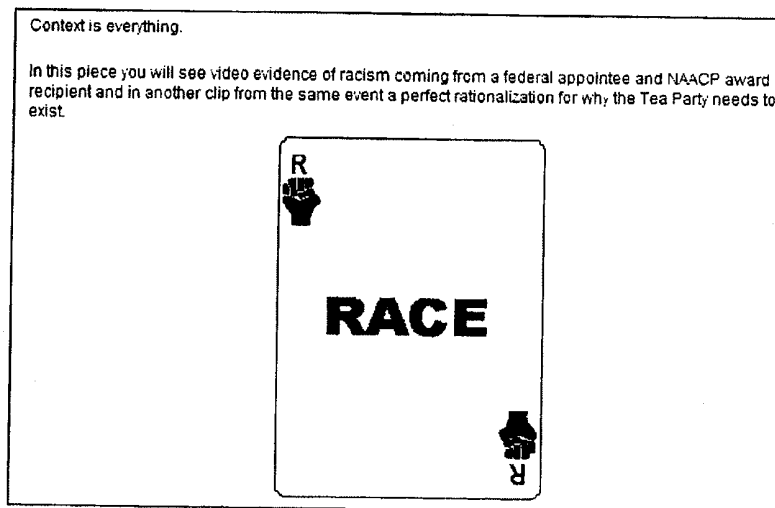 Context is everything.
In this piece you will see video evidence of racism coming from a federal appointee and NAACP award
recipient and in another clip from the same event a perfect rationalization for why the Tea Party needs to
exist.
R
RACE
R